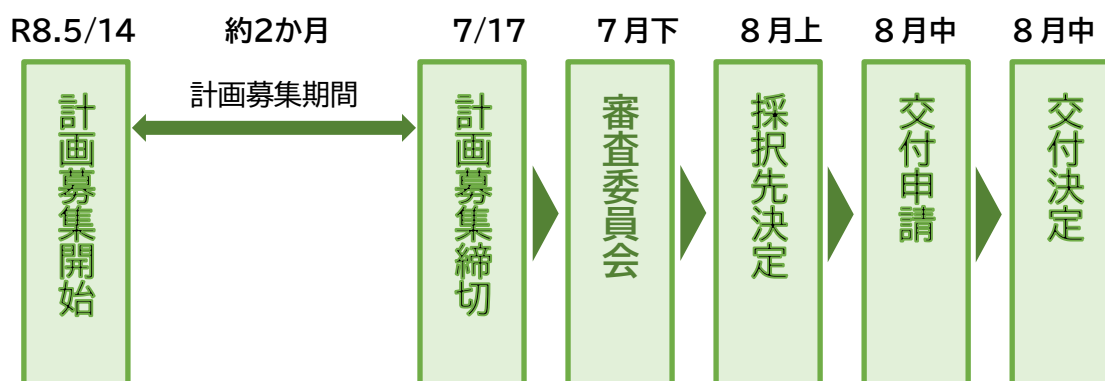 R8.5/14 約2か月 7/17 7月下 8月上 8月中 8月中
計画募集期間
計画募集開始
計画募集締切
審査委員会
採択先決定
交付申請
交付決定